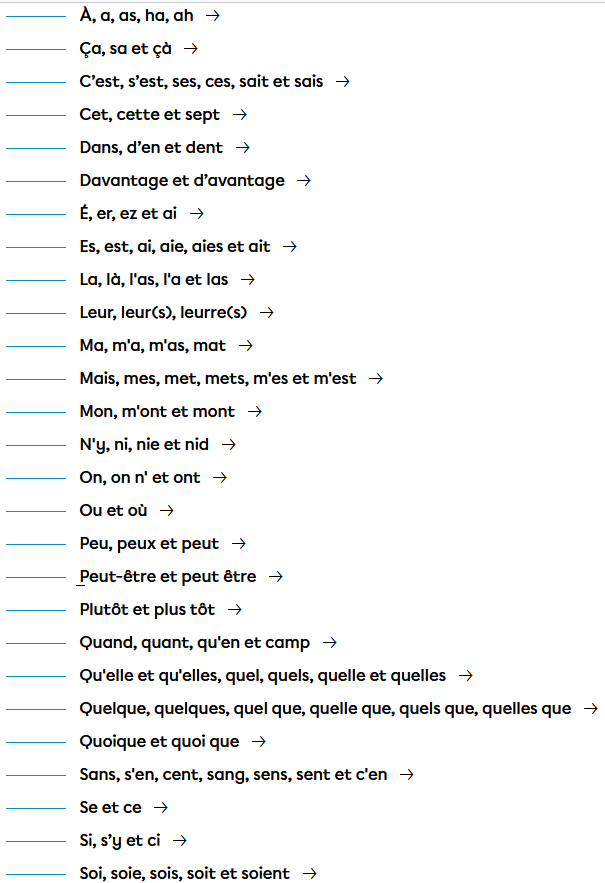 À, a, as, ha, ah →
Ça, sa et çà →
C’est, s’est, ses, ces, sait et sais →
Cet, cette et sept →
Dans, d’en et dent →
Davantage et d’avantage →
É, er, ez et ai →
Es, est, ai, aie, aies et ait →
La, là, l'as, l'a et las →
Leur, leur(s), leurre(s) →
Ma, m'a, m'as, mat →
Mais, mes, met, mets, m'es et m'est →
Mon, m'ont et mont →
N'y, ni, nie et nid →
On, on n' et ont →
Ou et où →
Peu, peux et peut →
Peut-être et peut être →
Plutôt et plus tôt →
Quand, quant, qu'en et camp →
Qu'elle et qu'elles, quel, quels, quelle et quelles →
Quelque, quelques, quel que, quelle que, quels que, quelles que →
Quoique et quoi que →
Sans, s'en, cent, sang, sens, sent et c'en →
Se et ce →
Si, s’y et ci →
Soi, soie, sois, soit et soient →